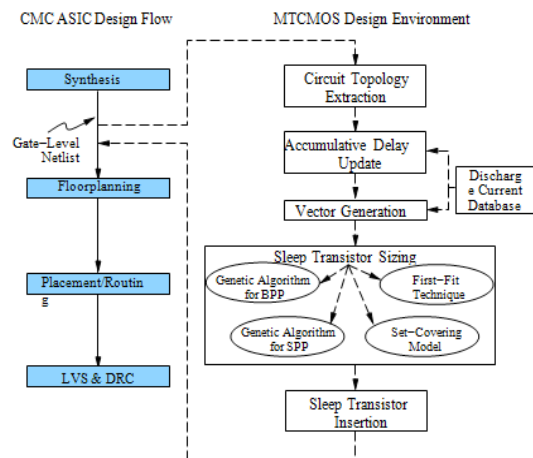 CMC ASIC Design Flow
Synthesis
Gate-Level
Netlist
Floorplanning
Placement/Routin
g
LVS & DRC
MTCMOS Design Environment
Circuit Topology
Extraction
Accumulative Delay
Update
Discharg
e Current
Database
Vector Generation
Sleep Transistor Sizing
Genetic Algorithm
for BPP
First-Fit
Technique
Genetic Algorithm
for SPP
Set-Covering
Model
Sleep Transistor
Insertion